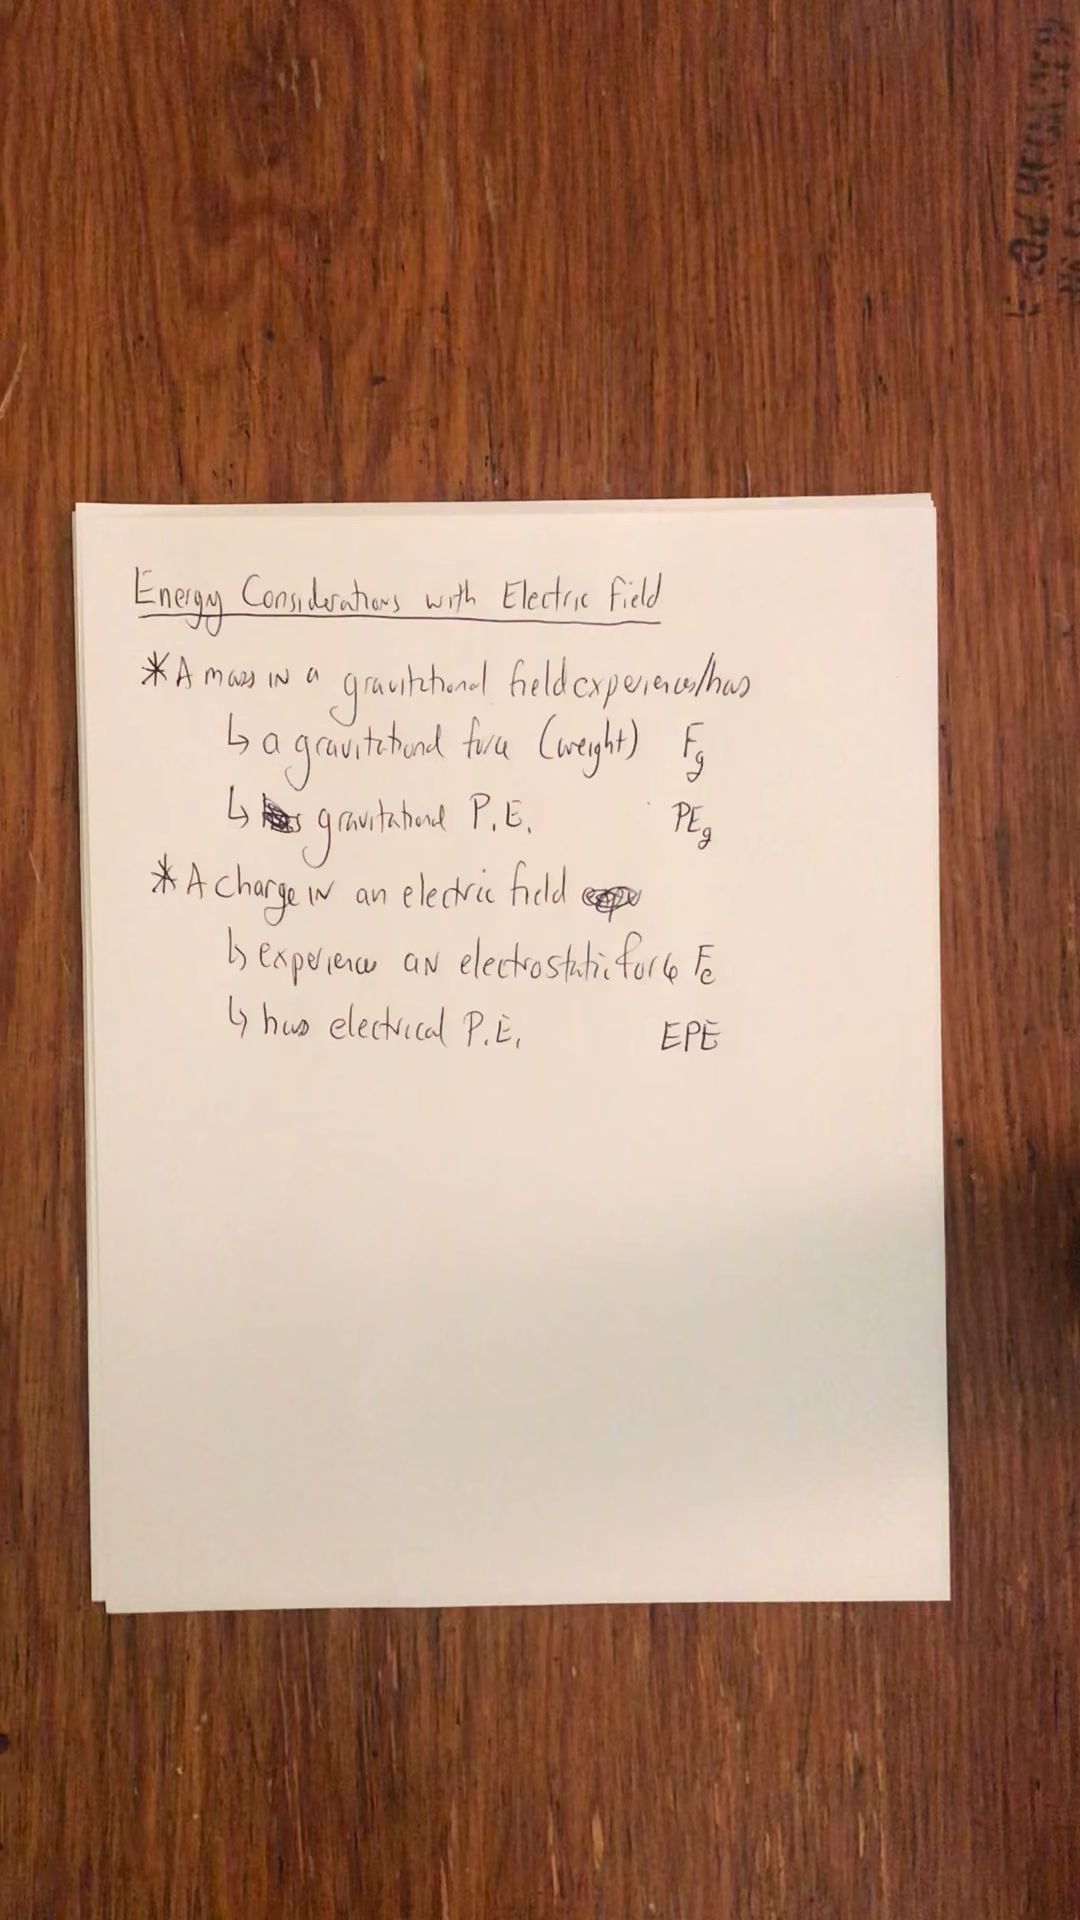 Energy Considerations with Electric Field
* A mass in a gravitational field experiences/has
↳ a gravitational force (weight) Fg
↳ gravitational P.E. PEg
* A charge in an electric field
↳ experiences an electrostatic force Fe
↳ has electrical P.E. EPE